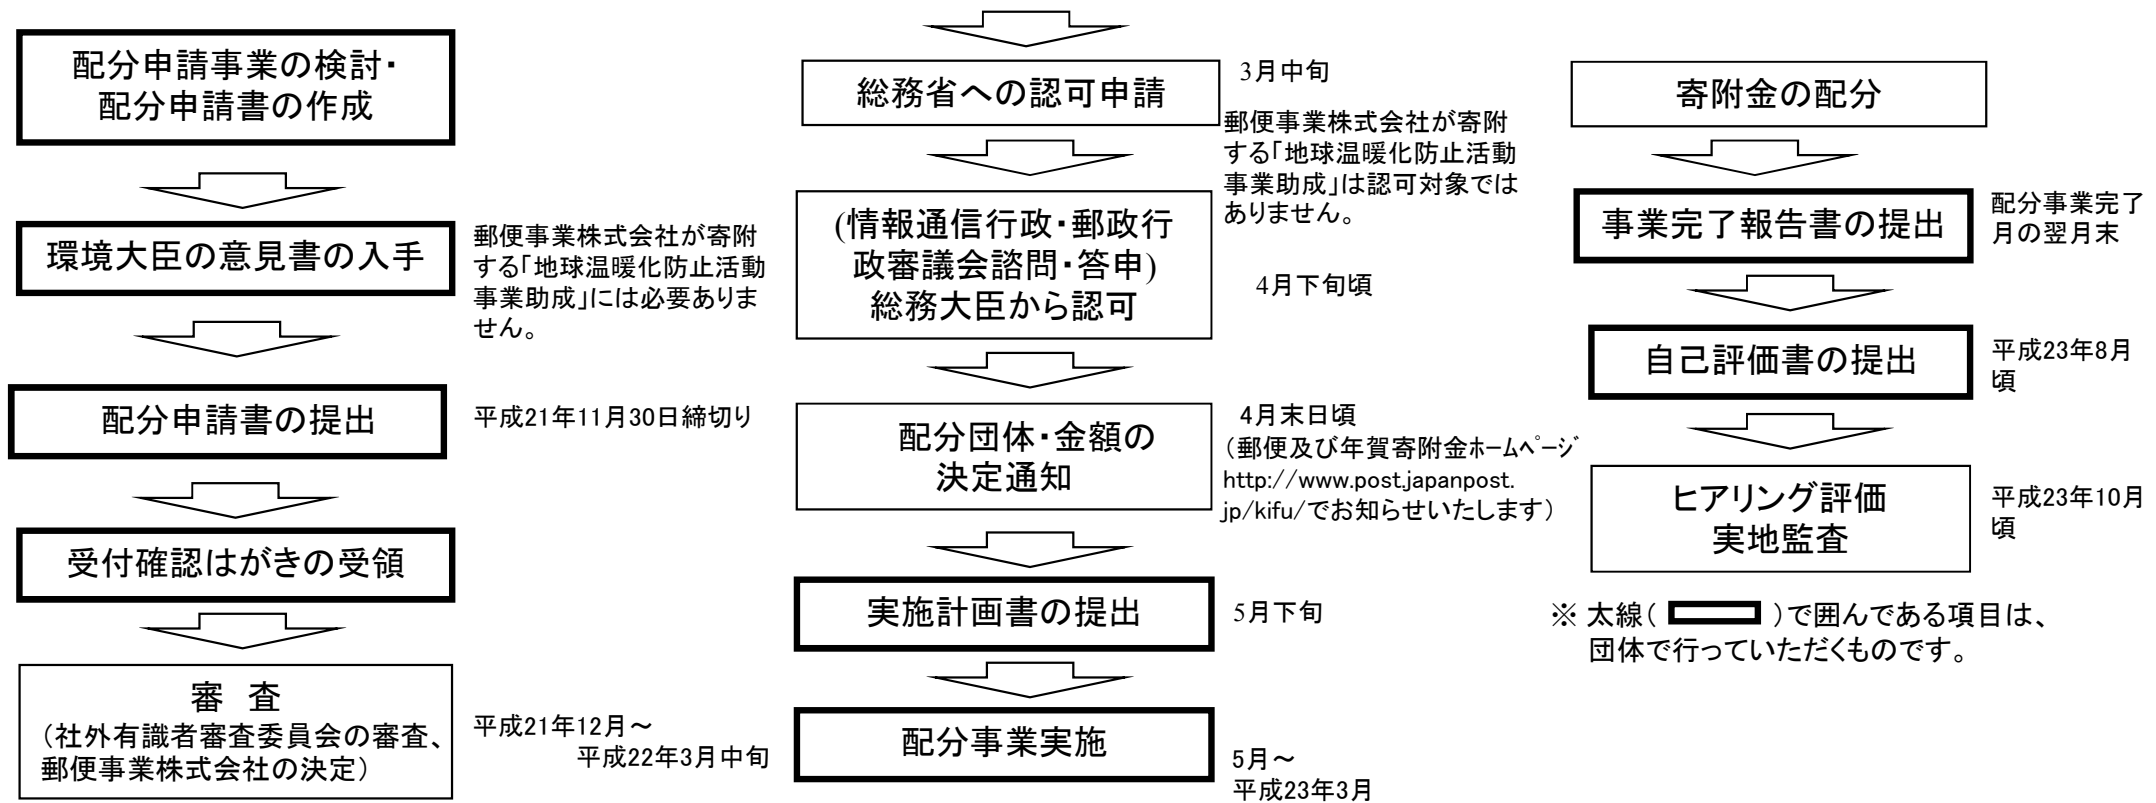 配分申請事業の検討・
配分申請書の作成
環境大臣の意見書の入手
郵便事業株式会社が寄附
する「地球温暖化防止活動
事業助成」には必要ありま
せん。
配分申請書の提出
平成21年11月30日締切り
受付確認はがきの受領
審　査
（社外有識者審査委員会の審査、
郵便事業株式会社の決定）
平成21年12月～
平成22年3月中旬
総務省への認可申請
3月中旬
郵便事業株式会社が寄附
する「地球温暖化防止活動
事業助成」は認可対象では
ありません。
(情報通信行政・郵政行
政審議会諮問・答申)
総務大臣から認可
4月下旬頃
配分団体・金額の
決定通知
4月末日頃
（郵便及び年賀寄附金ﾎｰﾑﾍﾟｰｼﾞ
http://www.post.japanpost.
jp/kifu/でお知らせいたします）
実施計画書の提出
5月下旬
配分事業実施
5月～
平成23年3月
寄附金の配分
事業完了報告書の提出
配分事業完了
月の翌月末
自己評価書の提出
平成23年8月
頃
ヒアリング評価
実地監査
平成23年10月
頃
※ 太線（　　）で囲んである項目は、
団体で行っていただくものです。